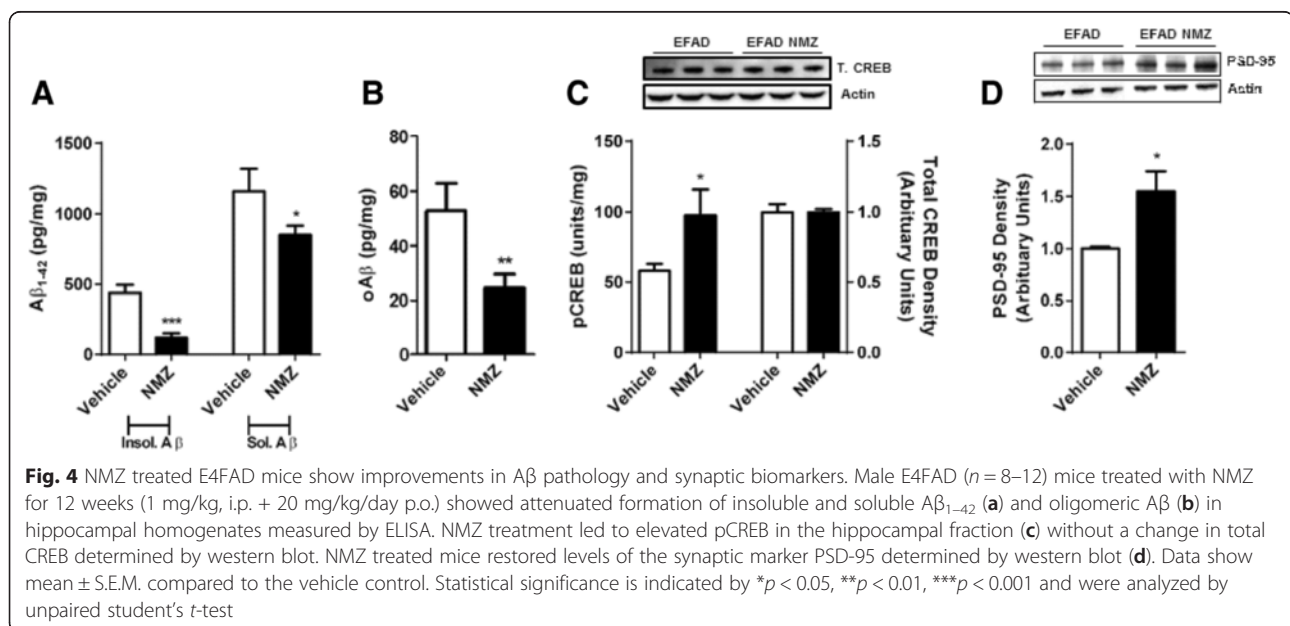 EFAD EFAD NMZ
T. CREB
Actin
EFAD EFAD NMZ
PSD-95
Actin
A B C D
1500
1000
500
0
Aβ1–42 (pg/mg)
Vehicle NMZ Vehicle NMZ
Insol. A β Sol. A β
80
60
40
20
0
oAβ (pg/mg)
Vehicle NMZ
150
100
50
0
pCREB (units/mg)
Vehicle NMZ Vehicle NMZ
1.5
1.0
0.5
0.0
Total CREB Density
(Arbituary Units)
2.0
1.5
1.0
0.5
0.0
PSD-95 Density
(Arbituary Units)
Vehicle NMZ
*** * ** * *
Fig. 4 NMZ treated E4FAD mice show improvements in Aβ pathology and synaptic biomarkers. Male E4FAD (n = 8–12) mice treated with NMZ
for 12 weeks (1 mg/kg, i.p. + 20 mg/kg/day p.o.) showed attenuated formation of insoluble and soluble Aβ1–42 (a) and oligomeric Aβ (b) in
hippocampal homogenates measured by ELISA. NMZ treatment led to elevated pCREB in the hippocampal fraction (c) without a change in total
CREB determined by western blot. NMZ treated mice restored levels of the synaptic marker PSD-95 determined by western blot (d). Data show
mean ± S.E.M. compared to the vehicle control. Statistical significance is indicated by *p < 0.05, **p < 0.01, ***p < 0.001 and were analyzed by
unpaired student’s t-test